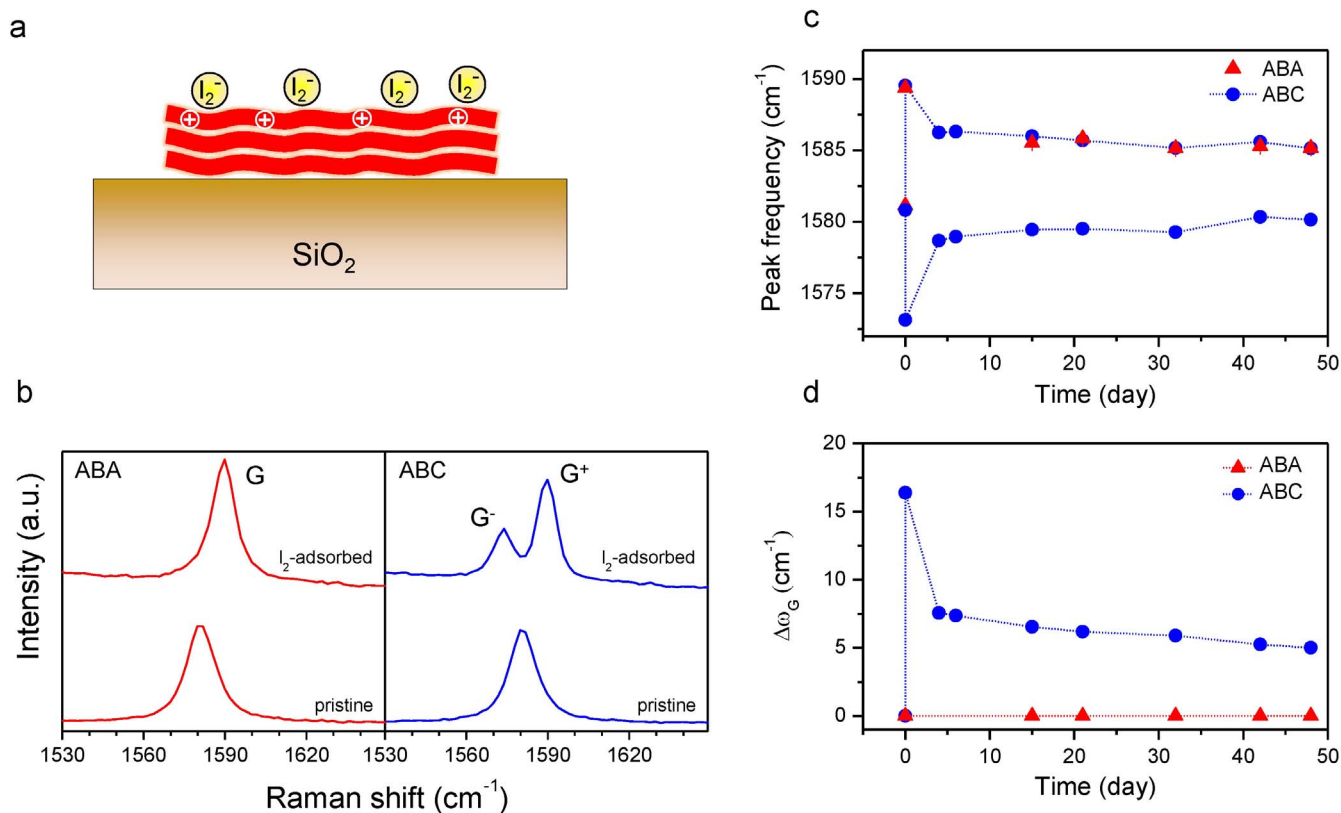 a
I₂⁻ I₂⁻ I₂⁻ I₂⁻
+ + + +
SiO₂
b
ABA
G
I₂-adsorbed
pristine
ABC
G⁻
G⁺
I₂-adsorbed
pristine
Intensity (a.u.)
1530 1560 1590 1620 1530 1560 1590 1620
Raman shift (cm⁻¹)
c
ABA
ABC
Peak frequency (cm⁻¹)
1590
1585
1580
1575
0 10 20 30 40 50
Time (day)
d
ABA
ABC
Δω_G (cm⁻¹)
20
15
10
5
0
0 10 20 30 40 50
Time (day)